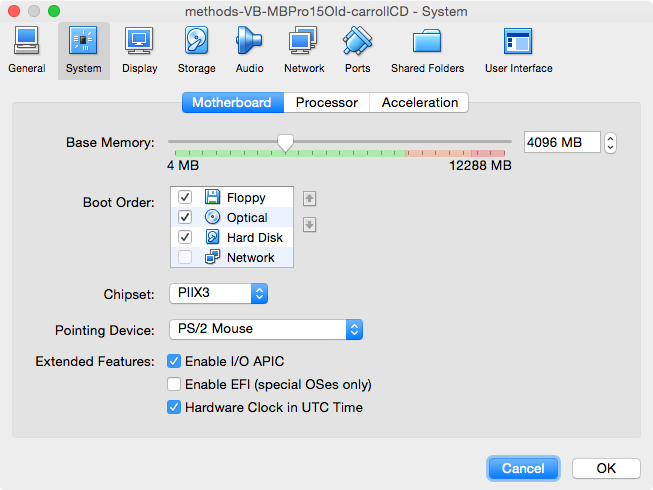 methods-VB-MBPro15Old-carrollCD - System
General System Display Storage Audio Network Ports Shared Folders User Interface
Motherboard Processor Acceleration
Base Memory: 4096 MB
4 MB 12288 MB
Boot Order: Floppy
Optical
Hard Disk
Network
Chipset: PIIX3
Pointing Device: PS/2 Mouse
Extended Features: Enable I/O APIC
Enable EFI (special OSes only)
Hardware Clock in UTC Time
Cancel OK